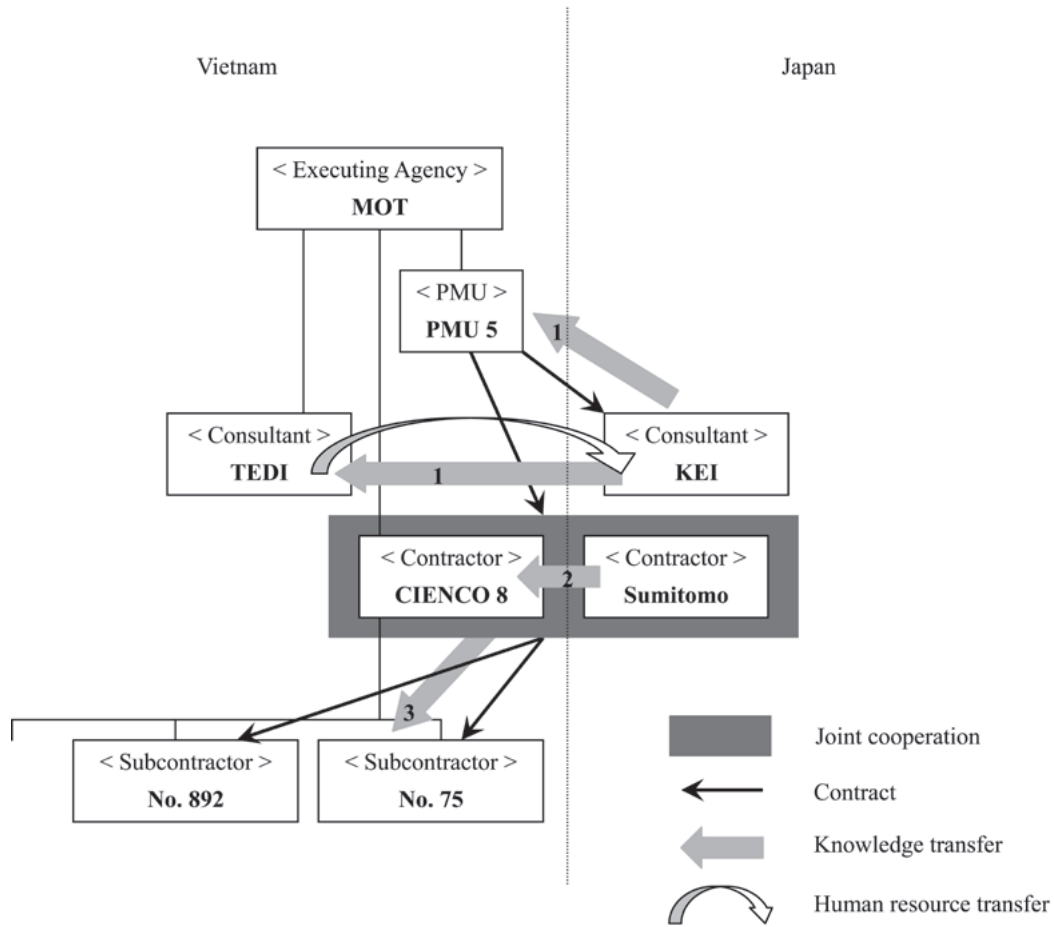 Vietnam
Japan
< Executing Agency >
MOT
< PMU >
PMU 5
1
< Consultant >
TEDI
1
< Consultant >
KEI
< Contractor >
CIENCO 8
2
< Contractor >
Sumitomo
3
< Subcontractor >
No. 892
< Subcontractor >
No. 75
Joint cooperation
Contract
Knowledge transfer
Human resource transfer